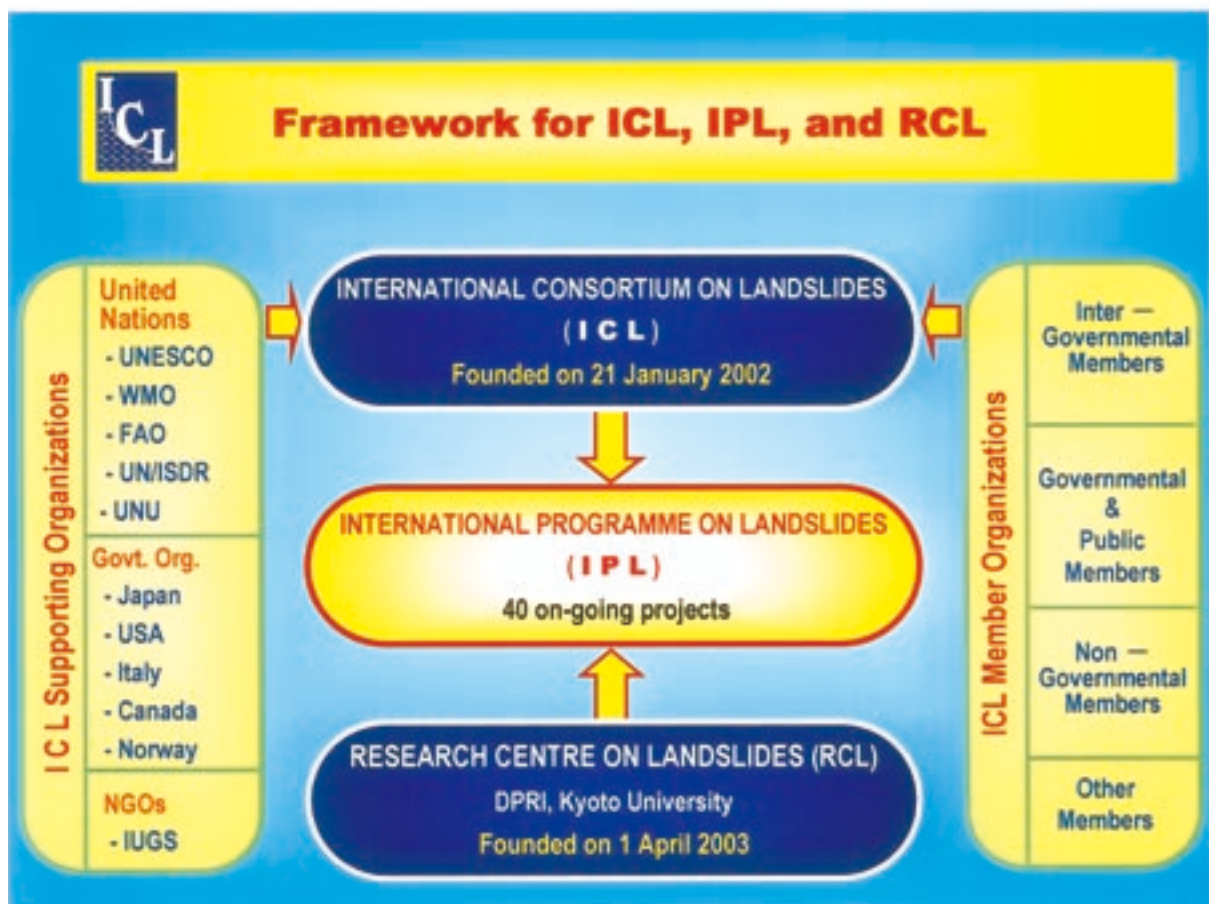 ICL
Framework for ICL, IPL, and RCL
I C L Supporting Organizations
United
Nations
- UNESCO
- WMO
- FAO
- UN/ISDR
- UNU
Govt. Org.
- Japan
- USA
- Italy
- Canada
- Norway
NGOs
- IUGS
INTERNATIONAL CONSORTIUM ON LANDSLIDES
( I C L )
Founded on 21 January 2002
INTERNATIONAL PROGRAMME ON LANDSLIDES
( I P L )
40 on-going projects
RESEARCH CENTRE ON LANDSLIDES (RCL)
DPRI, Kyoto University
Founded on 1 April 2003
ICL Member Organizations
Inter —
Governmental
Members
Governmental
&
Public
Members
Non —
Governmental
Members
Other
Members